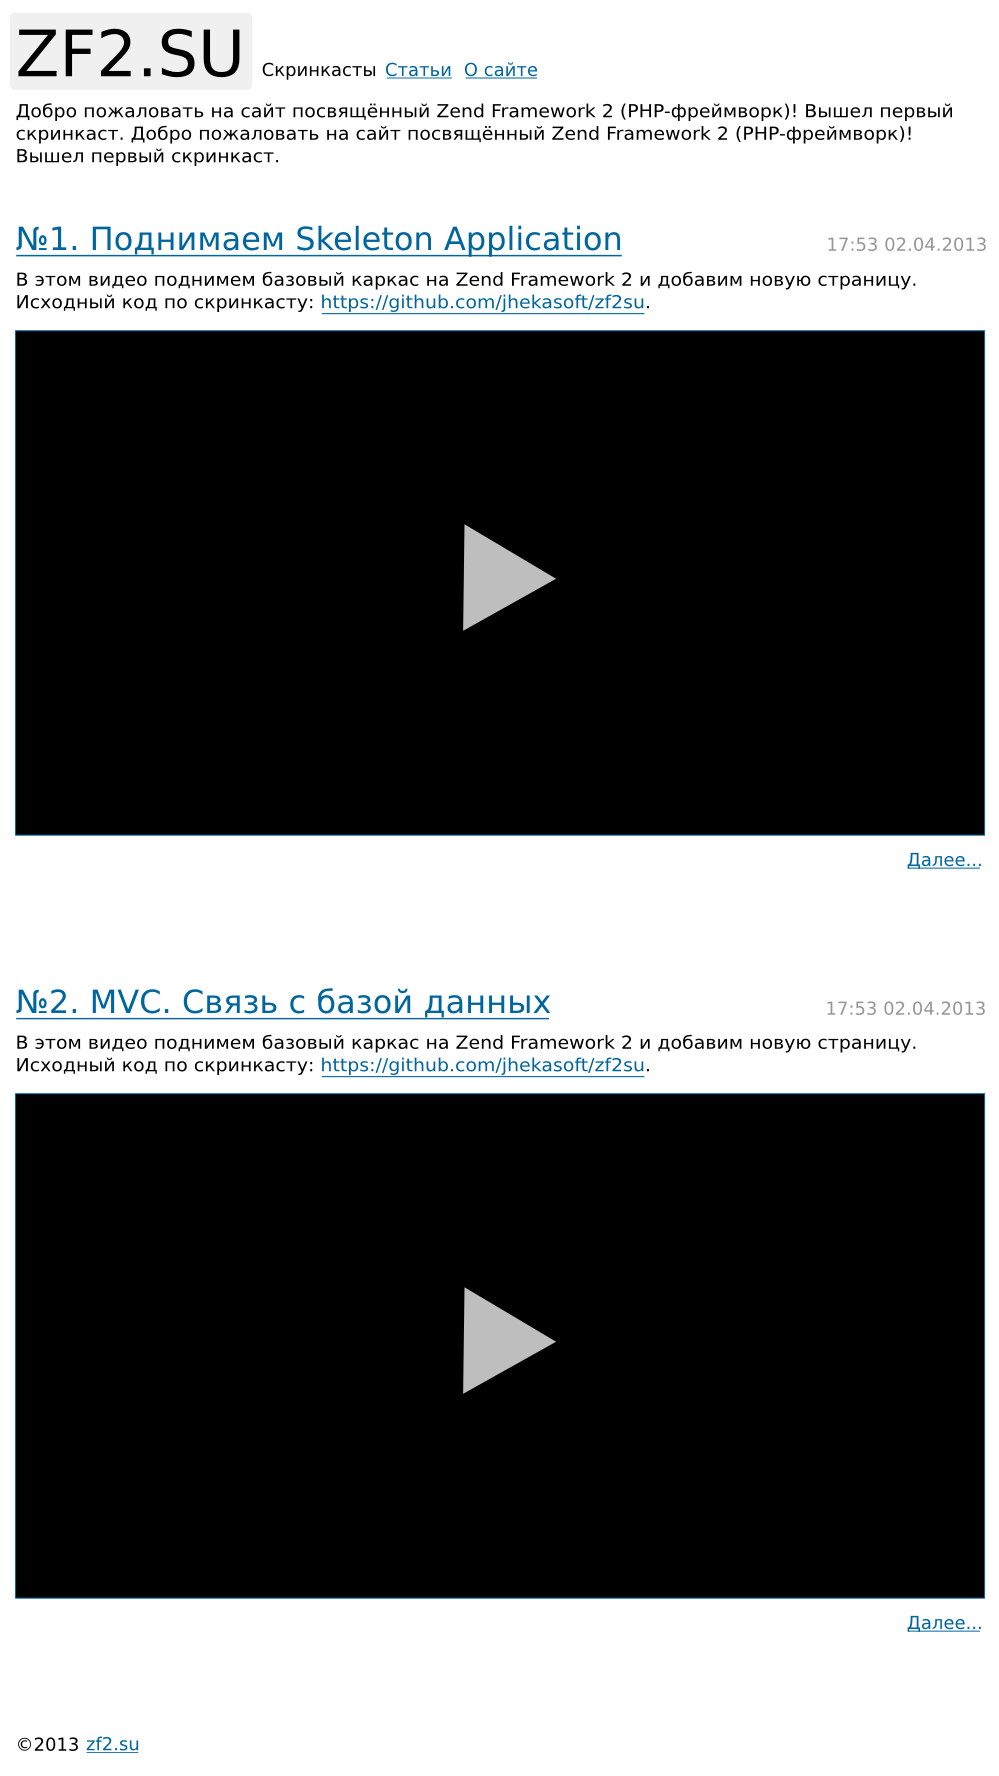 ZF2.SU Скринкасты Статьи О сайте
Добро пожаловать на сайт посвящённый Zend Framework 2 (PHP-фреймворк)! Вышел первый
скринкаст. Добро пожаловать на сайт посвящённый Zend Framework 2 (PHP-фреймворк)!
Вышел первый скринкаст.
№1. Поднимаем Skeleton Application 17:53 02.04.2013
В этом видео поднимем базовый каркас на Zend Framework 2 и добавим новую страницу.
Исходный код по скринкасту: https://github.com/jhekasoft/zf2su.
Далее...
№2. MVC. Связь с базой данных 17:53 02.04.2013
В этом видео поднимем базовый каркас на Zend Framework 2 и добавим новую страницу.
Исходный код по скринкасту: https://github.com/jhekasoft/zf2su.
Далее...
©2013 zf2.su